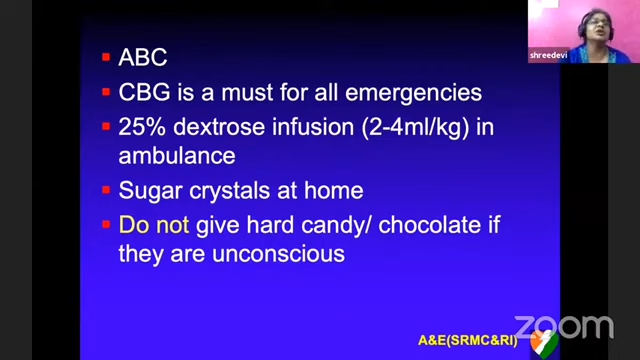 ABC
CBG is a must for all emergencies
25% dextrose infusion (2-4ml/kg) in
ambulance
Sugar crystals at home
Do not give hard candy/ chocolate if
they are unconscious
shreedevi
A&E(SRMC&RI)
zoom